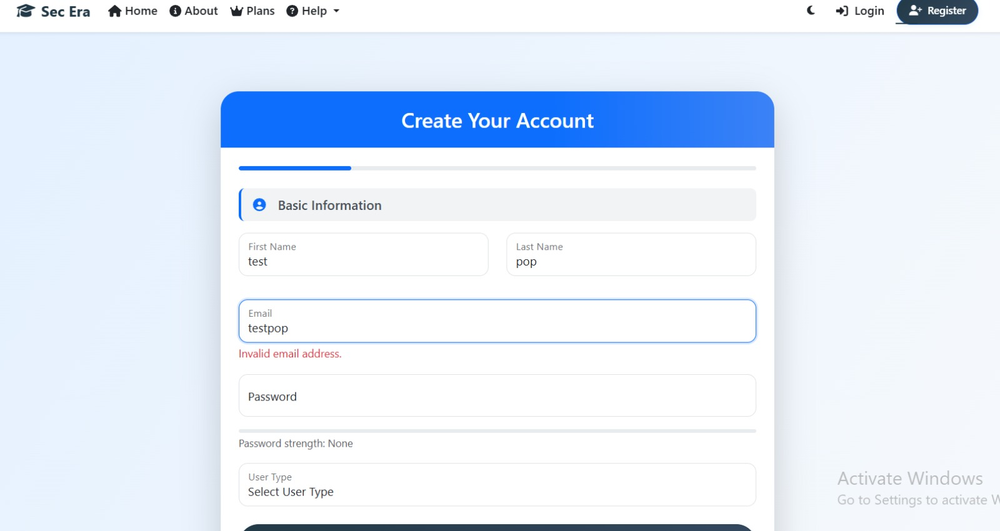 Sec Era Home About Plans Help Login Register
Create Your Account
Basic Information
First Name Last Name
test pop
Email
testpop
Invalid email address.
Password
Password strength: None
User Type
Select User Type
Activate Windows
Go to Settings to activate W